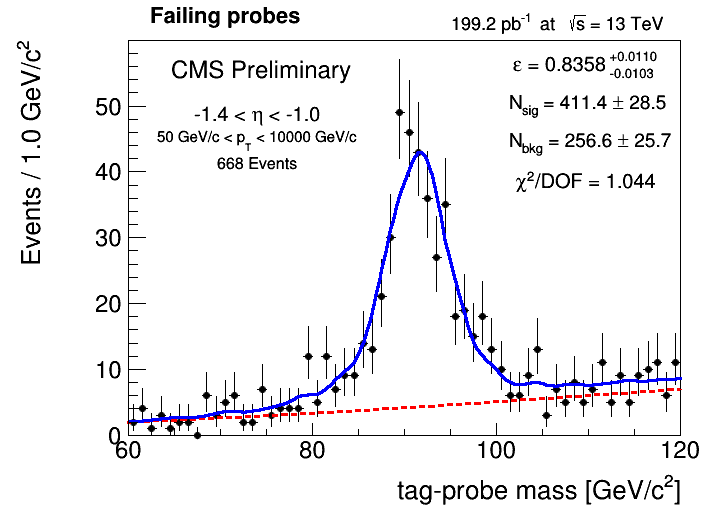 Failing probes
199.2 pb⁻¹ at √s = 13 TeV
CMS Preliminary
-1.4 < η < -1.0
50 GeV/c < p_T < 10000 GeV/c
668 Events
ε = 0.8358 +0.0110 -0.0103
N_sig = 411.4 ± 28.5
N_bkg = 256.6 ± 25.7
χ²/DOF = 1.044
Events / 1.0 GeV/c²
50
40
30
20
10
0
60 80 100 120
tag-probe mass [GeV/c²]